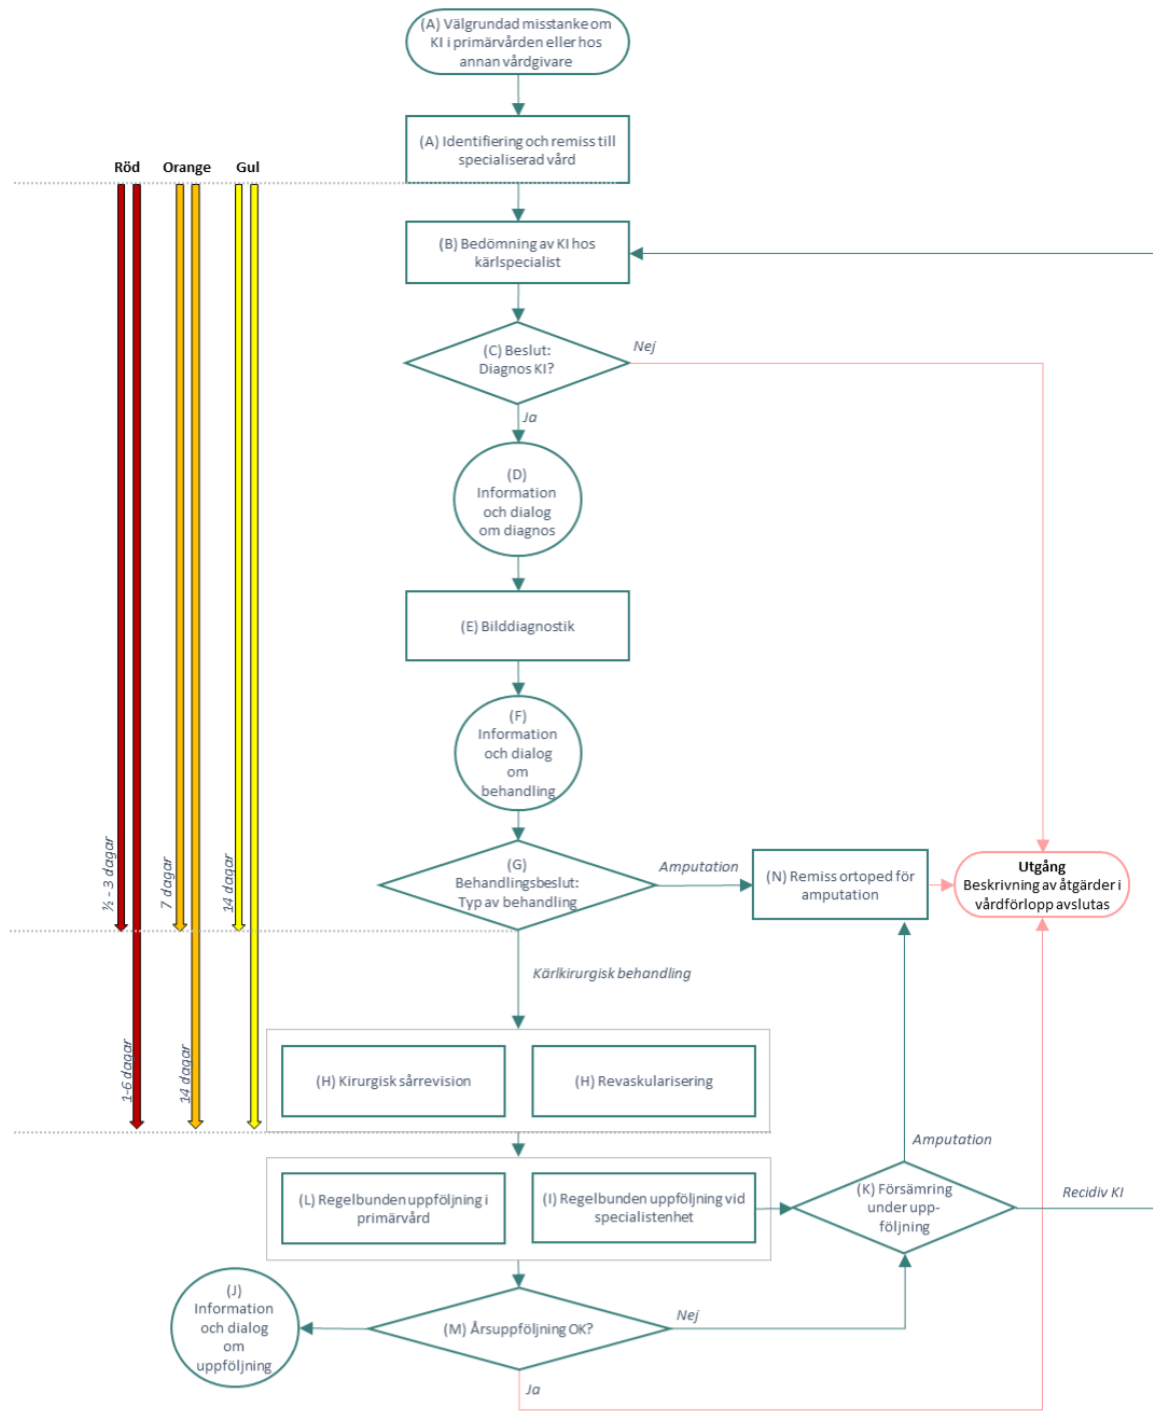 (A) Välgrundad misstanke om
KI i primärvården eller hos
annan vårdgivare
(A) Identifiering och remiss till
specialiserad vård
Röd
Orange
Gul
(B) Bedömning av KI hos
kärlspecialist
(C) Beslut:
Diagnos KI?
Nej
Ja
(D)
Information
och dialog
om diagnos
(E) Bilddiagnostik
(F)
Information
och dialog
om
behandling
½ - 3 dagar
7 dagar
14 dagar
(G)
Behandlingsbeslut:
Typ av behandling
Amputation
(N) Remiss ortoped för
amputation
Utgång
Beskrivning av åtgärder i
vårdförlopp avslutas
Kärlkirurgisk behandling
1-6 dagar
14 dagar
(H) Kirurgisk sårrevision
(H) Revaskularisering
Amputation
(L) Regelbunden uppföljning i
primärvård
(I) Regelbunden uppföljning vid
specialistenhet
(K) Försämring
under upp-
följning
Recidiv KI
(J)
Information
och dialog
om
uppföljning
(M) Årsuppföljning OK?
Nej
Ja